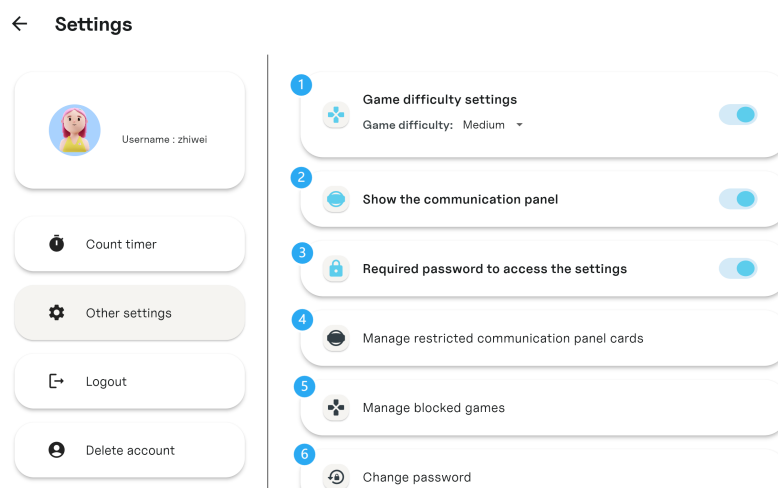 Settings
Username : zhiwei
Count timer
Other settings
Logout
Delete account
1
Game difficulty settings
Game difficulty: Medium
2
Show the communication panel
3
Required password to access the settings
4
Manage restricted communication panel cards
5
Manage blocked games
6
Change password